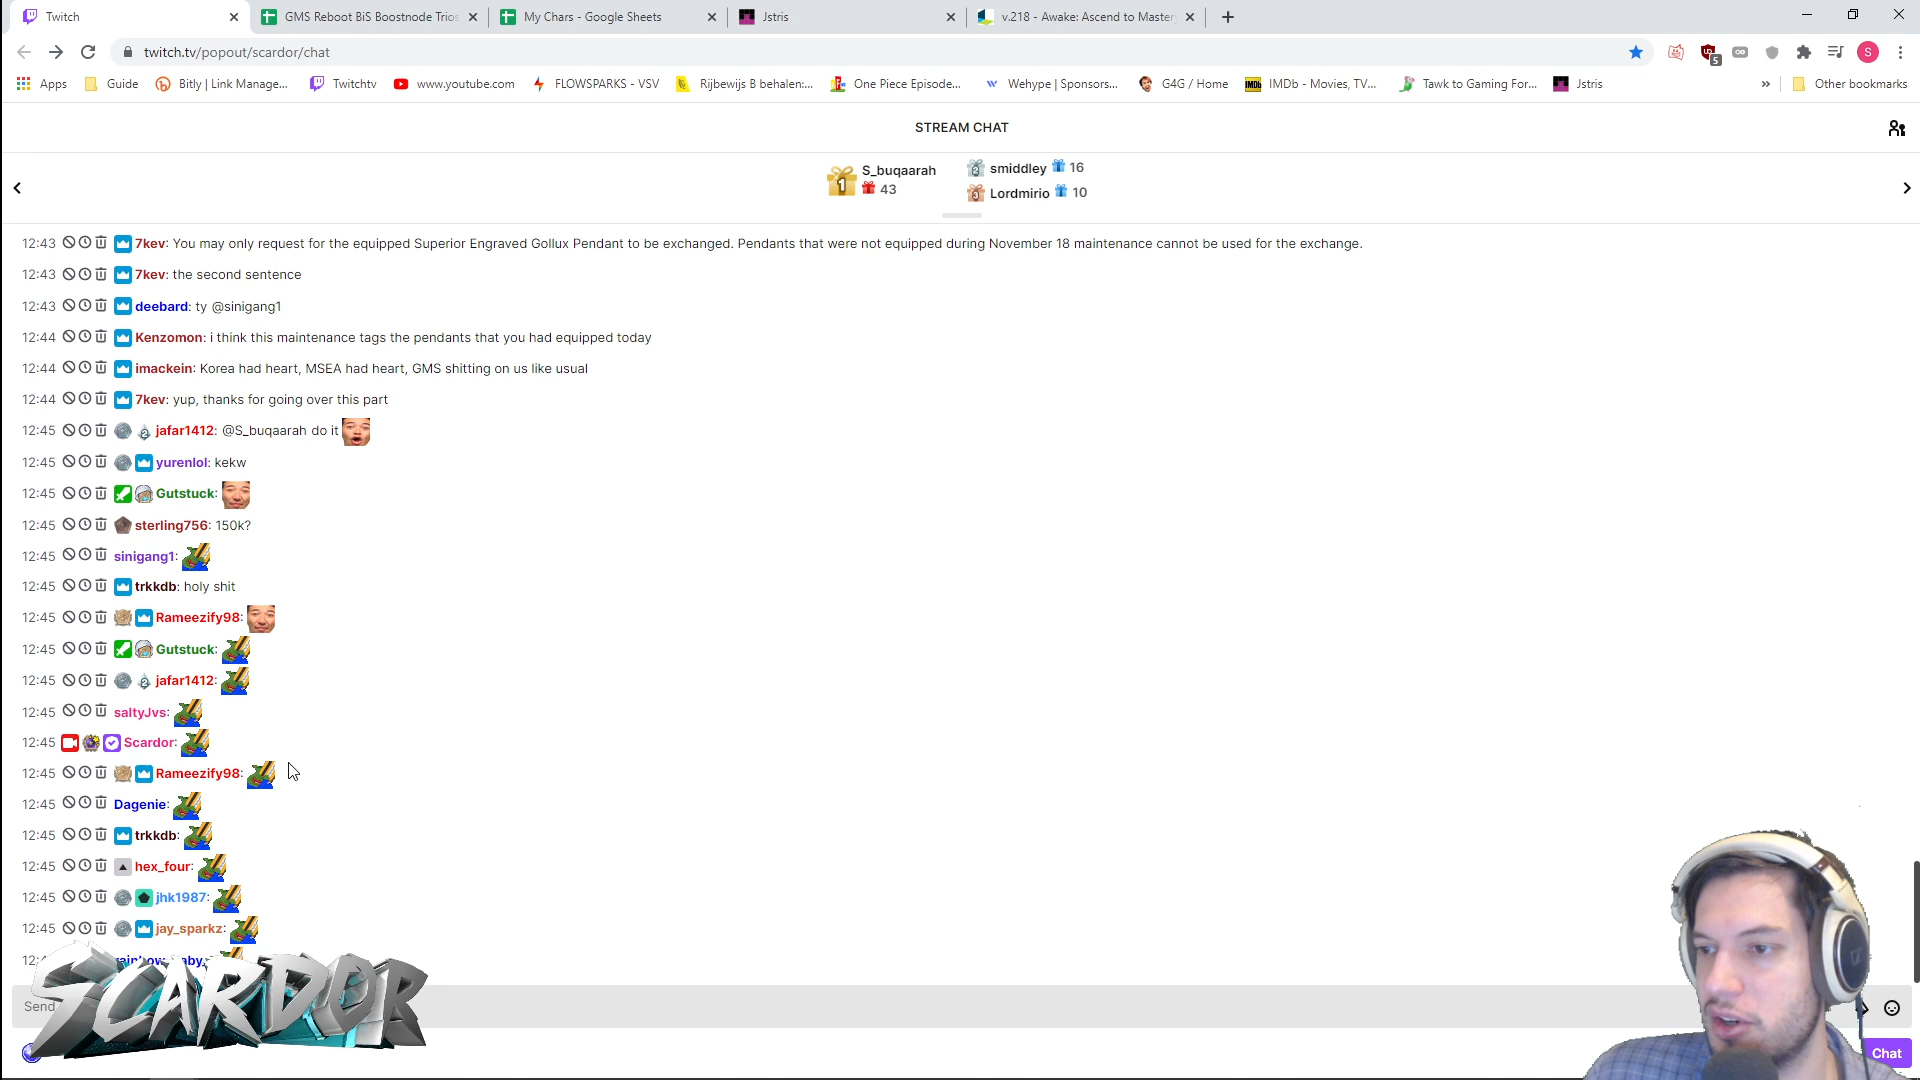 Twitch
GMS Reboot BiS Boostnode Trios
My Chars - Google Sheets
Jstris
v.218 - Awake: Ascend to Master
twitch.tv/popout/scardor/chat
5
S
Apps
Guide
Bitly | Link Manage...
Twitchtv
www.youtube.com
FLOWSPARKS - VSV
Rijbewijs B behalen:...
One Piece Episode...
Wehype | Sponsors...
G4G / Home
IMDb - Movies, TV...
Tawk to Gaming For...
Jstris
»
Other bookmarks
STREAM CHAT
1 S_buqaarah 43
2 smiddley 16
3 Lordmirio 10
12:43 7kev: You may only request for the equipped Superior Engraved Gollux Pendant to be exchanged. Pendants that were not equipped during November 18 maintenance cannot be used for the exchange.
12:43 7kev: the second sentence
12:43 deebard: ty @sinigang1
12:44 Kenzomon: i think this maintenance tags the pendants that you had equipped today
12:44 imackein: Korea had heart, MSEA had heart, GMS shitting on us like usual
12:44 7kev: yup, thanks for going over this part
12:45 2 jafar1412: @S_buqaarah do it
12:45 yurenlol: kekw
12:45 Gutstuck:
12:45 sterling756: 150k?
12:45 sinigang1:
12:45 trkkdb: holy shit
12:45 Rameezify98:
12:45 Gutstuck:
12:45 2 jafar1412:
12:45 saltyJvs:
12:45 Scardor:
12:45 Rameezify98:
12:45 Dagenie:
12:45 trkkdb:
12:45 hex_four:
12:45 jhk1987:
12:45 jay_sparkz:
Send
SCARDOR
Chat